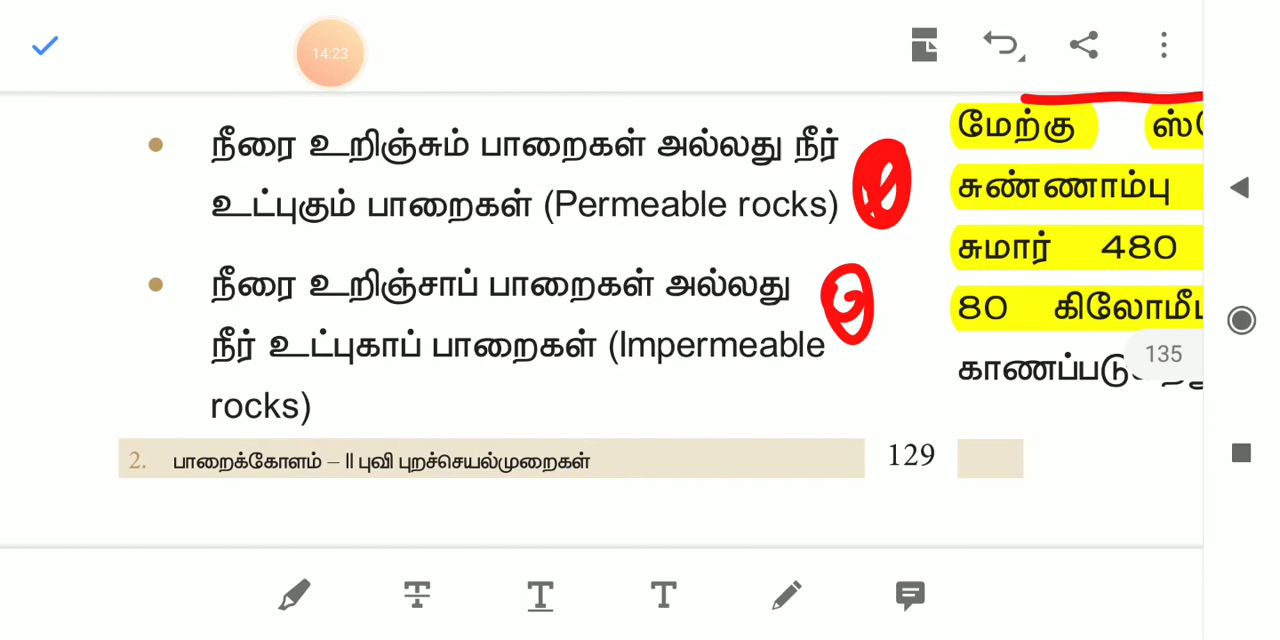 14:23
நீரை உறிஞ்சும் பாறைகள் அல்லது நீர்
உட்புகும் பாறைகள் (Permeable rocks)
நீரை உறிஞ்சாப் பாறைகள் அல்லது
நீர் உட்புகாப் பாறைகள் (Impermeable
rocks)
2. பாறைக்கோளம் – II புவி புறச்செயல்முறைகள்
129
மேற்கு
சுண்ணாம்பு
சுமார் 480
80
135